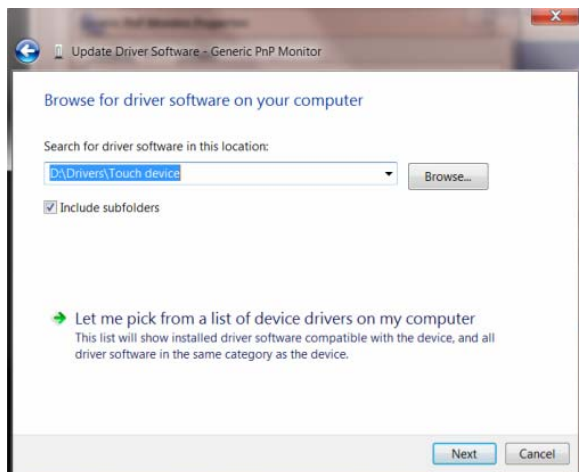 Update Driver Software - Generic PnP Monitor
Browse for driver software on your computer
Search for driver software in this location:
D:\Drivers\Touch device
Browse...
Include subfolders
Let me pick from a list of device drivers on my computer
This list will show installed driver software compatible with the device, and all
driver software in the same category as the device.
Next
Cancel